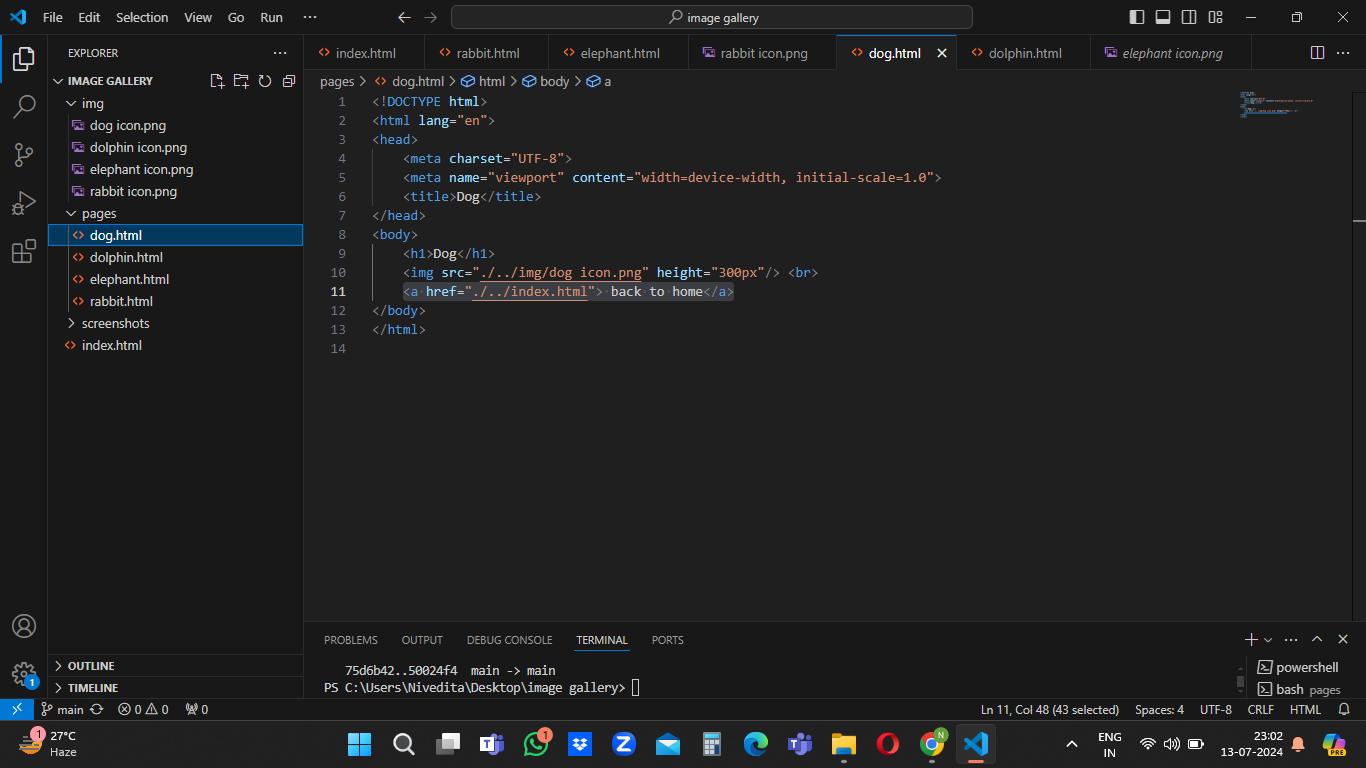 File Edit Selection View Go Run ··· image gallery
EXPLORER ···
index.html rabbit.html elephant.html rabbit icon.png dog.html dolphin.html elephant icon.png ···
IMAGE GALLERY
img
dog icon.png
dolphin icon.png
elephant icon.png
rabbit icon.png
pages
dog.html
dolphin.html
elephant.html
rabbit.html
screenshots
index.html
OUTLINE
TIMELINE
pages > dog.html > html > body > a
1 <!DOCTYPE html>
2 <html lang="en">
3 <head>
4 <meta charset="UTF-8">
5 <meta name="viewport" content="width=device-width, initial-scale=1.0">
6 <title>Dog</title>
7 </head>
8 <body>
9 <h1>Dog</h1>
10 <img src="./../img/dog icon.png" height="300px"/> <br>
11 <a href="./../index.html"> back to home</a>
12 </body>
13 </html>
14
PROBLEMS OUTPUT DEBUG CONSOLE TERMINAL PORTS
75d6b42..50024f4 main -> main
PS C:\Users\Nivedita\Desktop\image gallery>
powershell
bash pages
1
main 0 0 0 Ln 11, Col 48 (43 selected) Spaces: 4 UTF-8 CRLF HTML
1 27°C
Haze
1
N
ENG
IN
23:02
13-07-2024
PRE